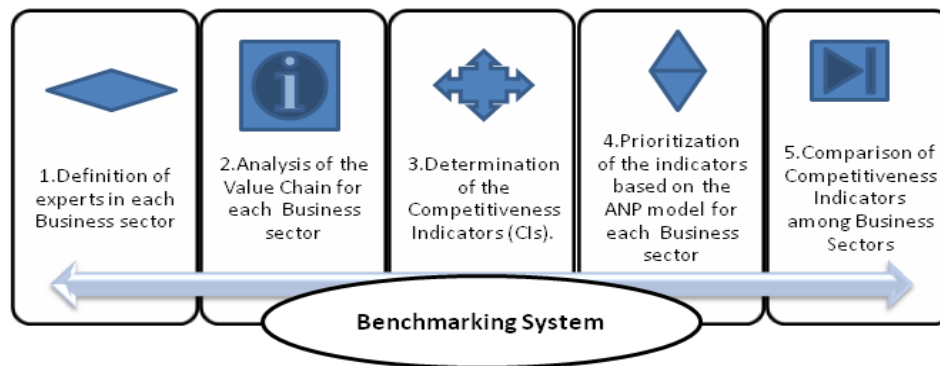 1.Definition of
experts in each
Business sector
2.Analysis of the
Value Chain for
each Business
sector
3.Determination
of the
Competitiveness
Indicators (CIs).
4.Prioritization
of the indicators
based on the
ANP model for
each Business
sector
5.Comparison of
Competitiveness
Indicators
among Business
Sectors
Benchmarking System